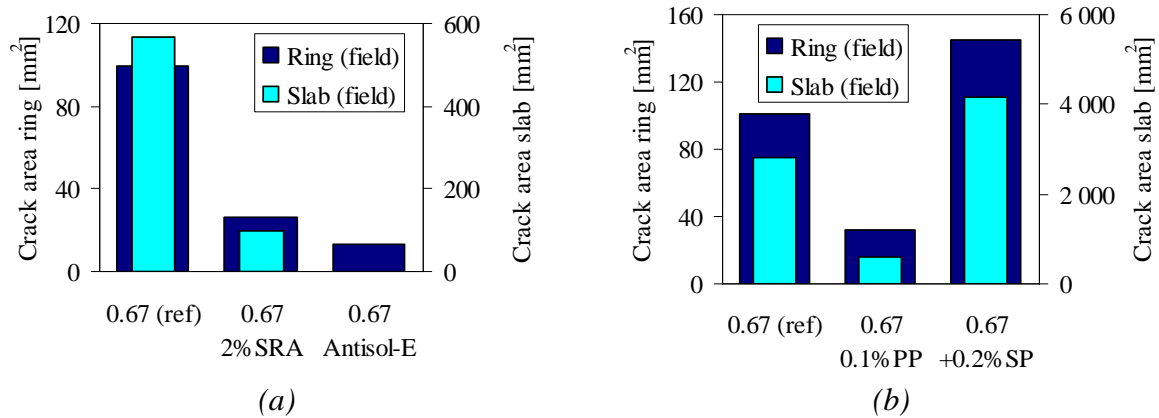 Crack area ring [mm²]
120
80
40
0
Ring (field)
Slab (field)
600
400
200
0
Crack area slab [mm²]
0.67 (ref)
0.67
2% SRA
0.67
Antisol-E
(a)
Crack area ring [mm²]
160
120
80
40
0
Ring (field)
Slab (field)
6 000
4 000
2 000
0
Crack area slab [mm²]
0.67 (ref)
0.67
0.1% PP
0.67
+0.2% SP
(b)